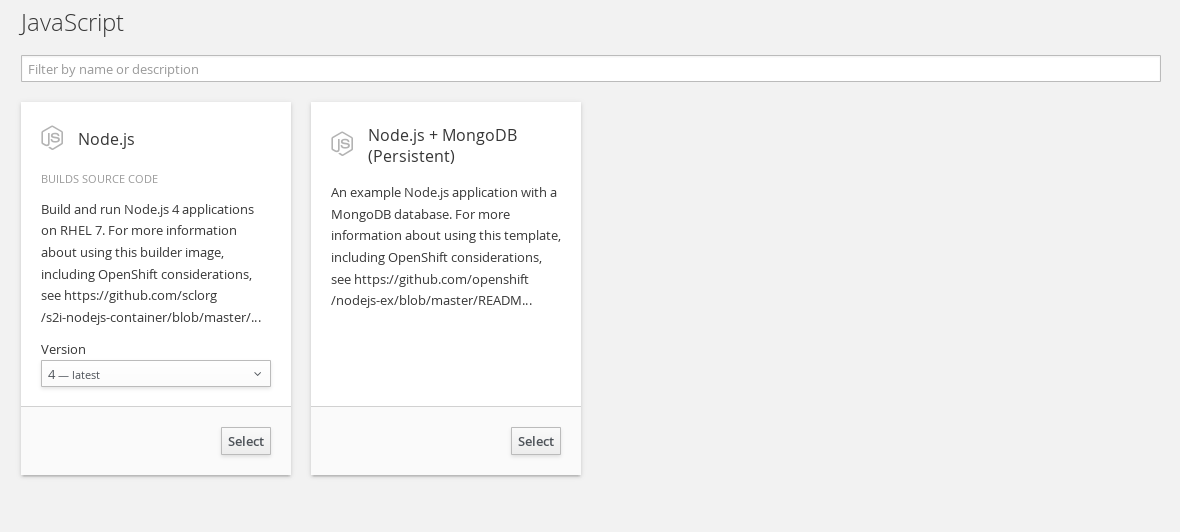 JavaScript
Filter by name or description
JS
Node.js
BUILDS SOURCE CODE
Build and run Node.js 4 applications
on RHEL 7. For more information
about using this builder image,
including OpenShift considerations,
see https://github.com/sclorg
/s2i-nodejs-container/blob/master/...
Version
4 — latest
Select
JS
Node.js + MongoDB
(Persistent)
An example Node.js application with a
MongoDB database. For more
information about using this template,
including OpenShift considerations,
see https://github.com/openshift
/nodejs-ex/blob/master/READM...
Select